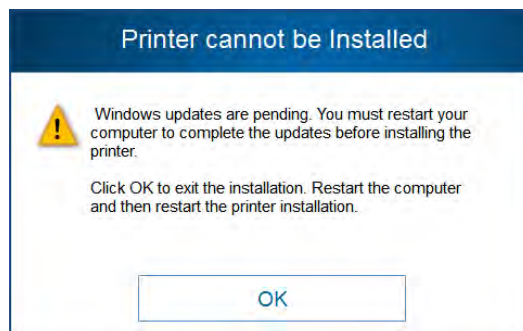 Printer cannot be Installed
Windows updates are pending. You must restart your
computer to complete the updates before installing the
printer.
Click OK to exit the installation. Restart the computer
and then restart the printer installation.
OK